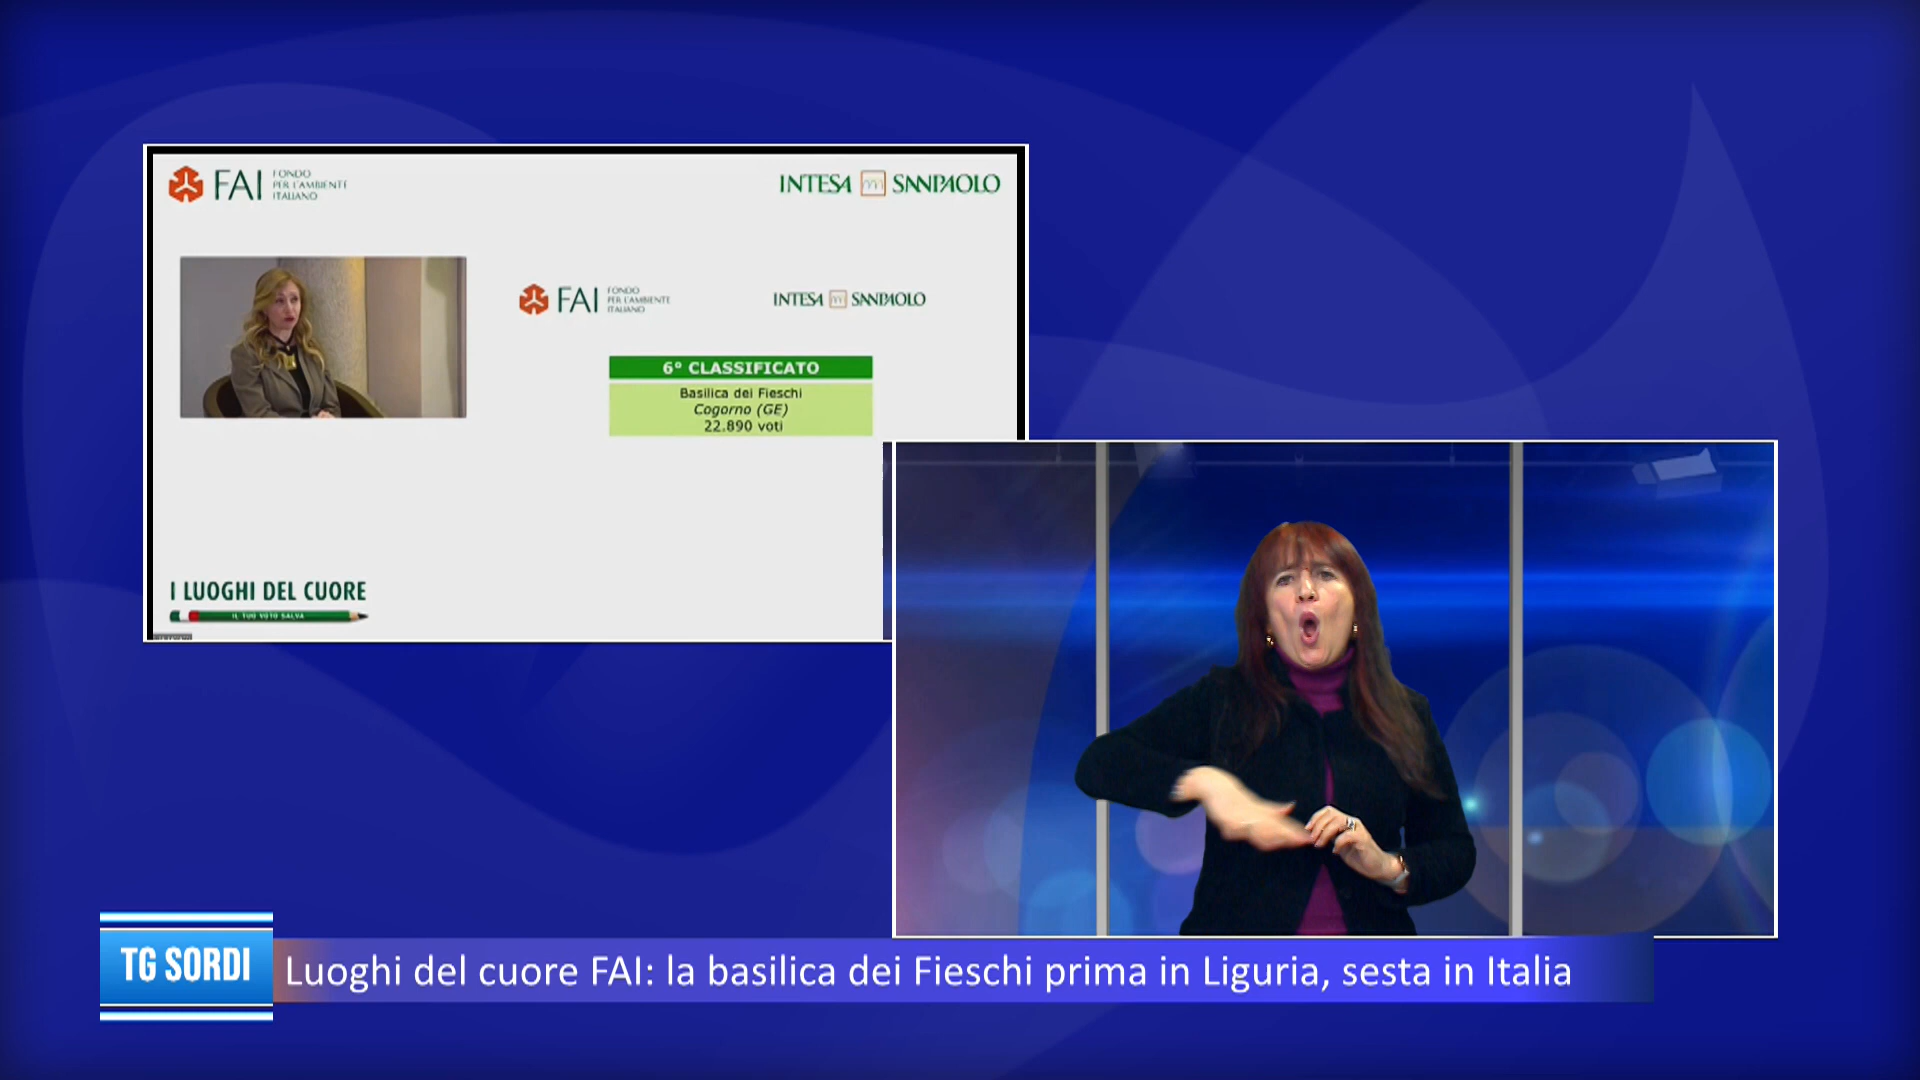 FAI FONDO
PER L'AMBIENTE
ITALIANO
INTESA SANPAOLO
FAI FONDO
PER L'AMBIENTE
ITALIANO
INTESA SANPAOLO
6° CLASSIFICATO
Basilica dei Fieschi
Cogorno (GE)
22.890 voti
I LUOGHI DEL CUORE
IL TUO VOTO SALVA
TG SORDI
Luoghi del cuore FAI: la basilica dei Fieschi prima in Liguria, sesta in Italia